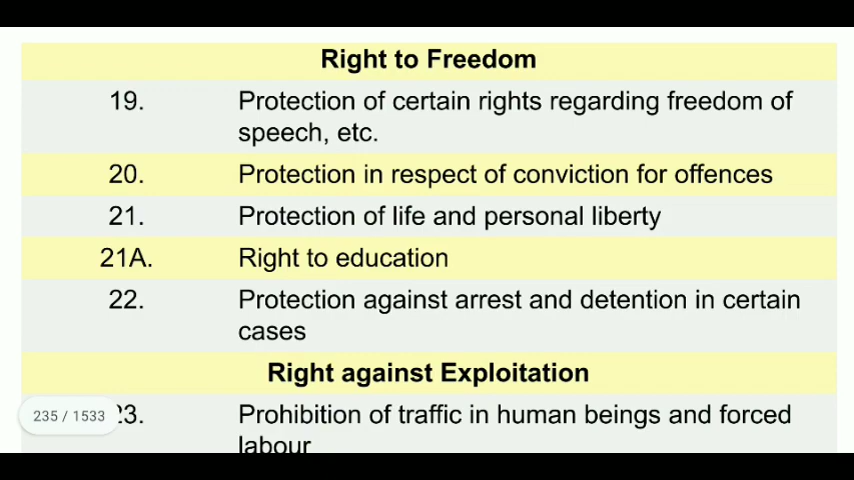 Right to Freedom
19. Protection of certain rights regarding freedom of
speech, etc.
20. Protection in respect of conviction for offences
21. Protection of life and personal liberty
21A. Right to education
22. Protection against arrest and detention in certain
cases
Right against Exploitation
235 / 1533
23. Prohibition of traffic in human beings and forced
labour